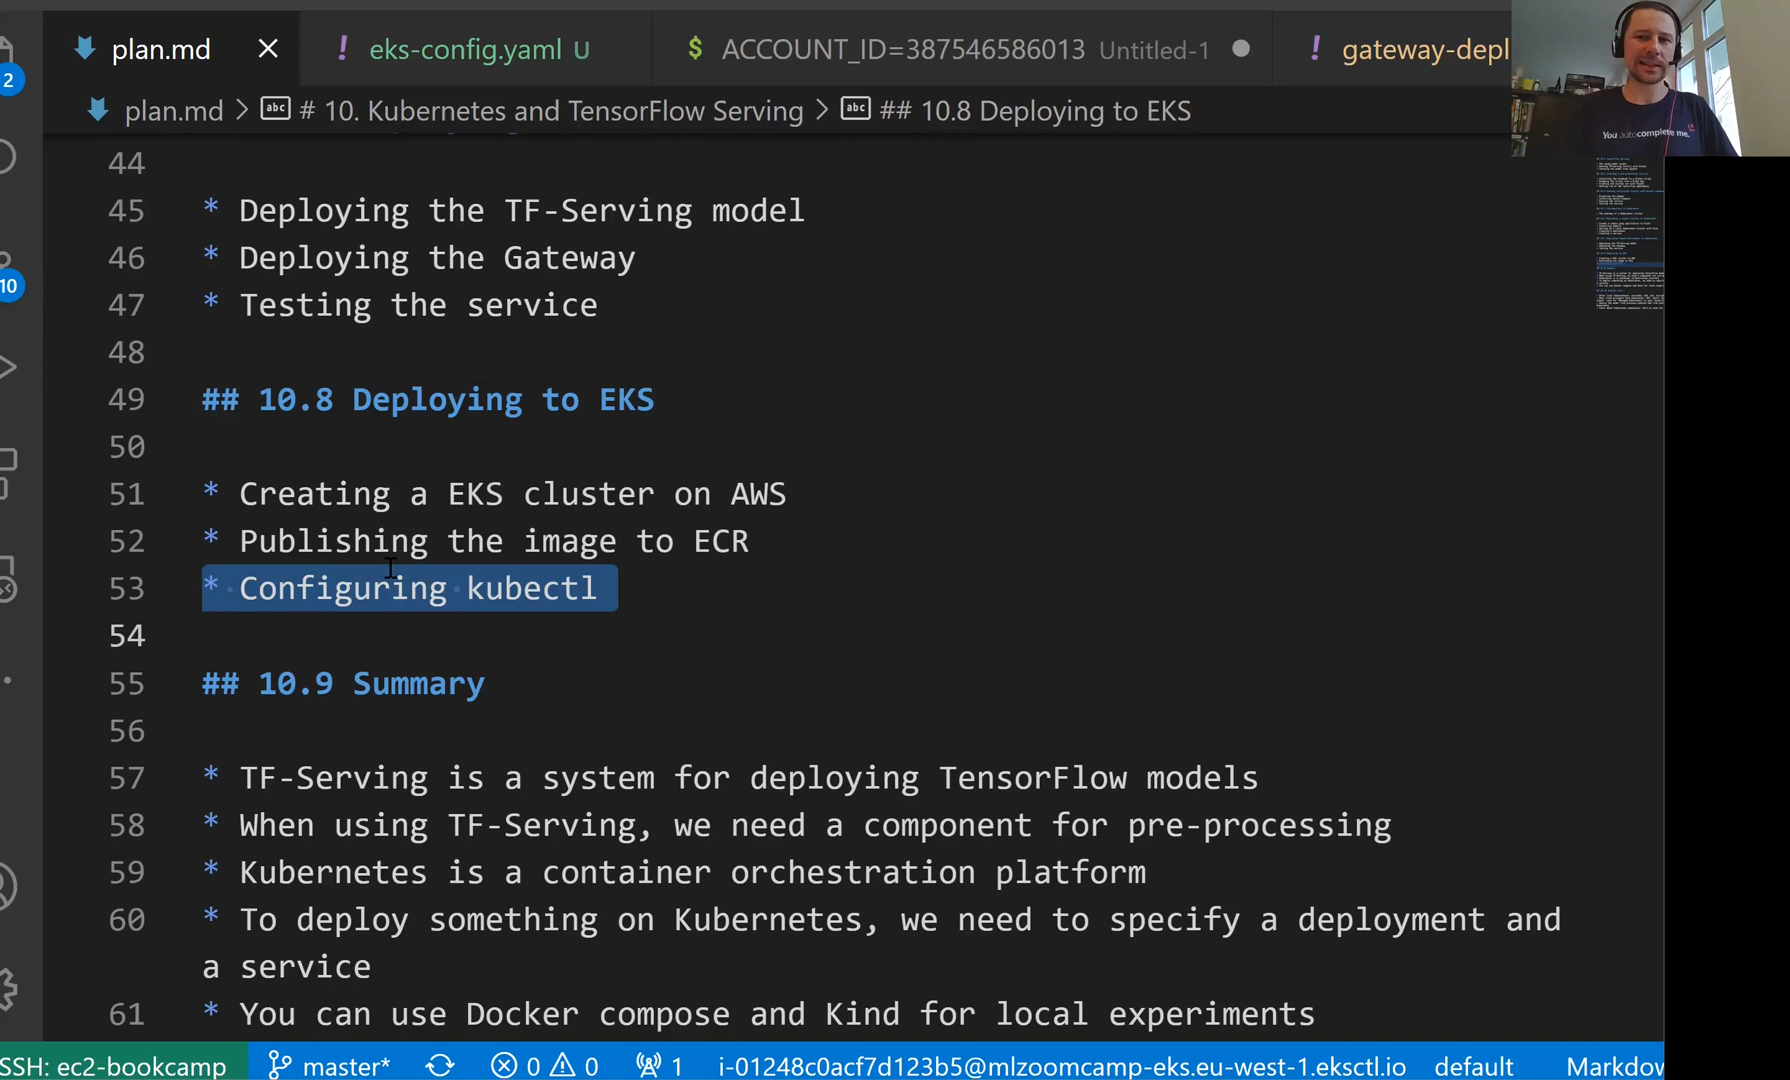 plan.md
eks-config.yaml U
$ ACCOUNT_ID=387546586013 Untitled-1
! gateway-depl
You autocomplete me.
2
plan.md > # 10. Kubernetes and TensorFlow Serving > ## 10.8 Deploying to EKS
44
45 * Deploying the TF-Serving model
46 * Deploying the Gateway
47 * Testing the service
48
49 ## 10.8 Deploying to EKS
50
51 * Creating a EKS cluster on AWS
52 * Publishing the image to ECR
53 * Configuring kubectl
54
55 ## 10.9 Summary
56
57 * TF-Serving is a system for deploying TensorFlow models
58 * When using TF-Serving, we need a component for pre-processing
59 * Kubernetes is a container orchestration platform
60 * To deploy something on Kubernetes, we need to specify a deployment and
a service
61 * You can use Docker compose and Kind for local experiments
10
SSH: ec2-bookcamp master* 0 0 1 i-01248c0acf7d123b5@mlzoomcamp-eks.eu-west-1.eksctl.io default Markdow